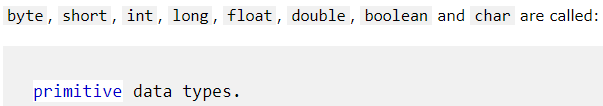 byte, short, int, long, float, double, boolean and char are called:
primitive data types.